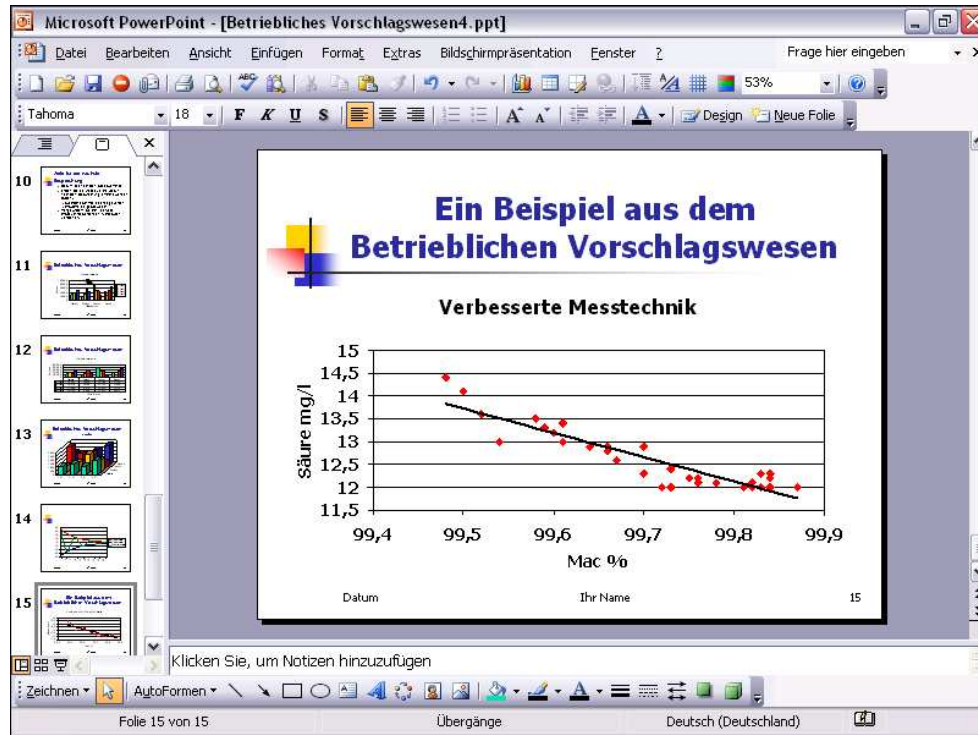 Microsoft PowerPoint - [Betriebliches Vorschlagswesen4.ppt]
Datei Bearbeiten Ansicht Einfügen Format Extras Bildschirmpräsentation Fenster ? Frage hier eingeben
53%
Tahoma 18 F K U S Design Neue Folie
10
11
12
13
14
15
Ein Beispiel aus dem
Betrieblichen Vorschlagswesen
Verbesserte Messtechnik
Säure mg/l
15
14,5
14
13,5
13
12,5
12
11,5
99,4 99,5 99,6 99,7 99,8 99,9
Mac %
Datum Ihr Name 15
Klicken Sie, um Notizen hinzuzufügen
Zeichnen AutoFormen
Folie 15 von 15 Übergänge Deutsch (Deutschland)